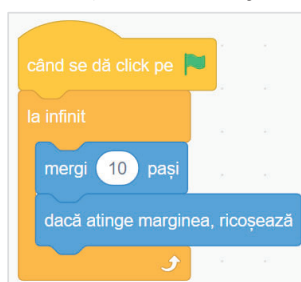 când se dă click pe
la infinit
mergi 10 pași
dacă atinge marginea, ricoșează